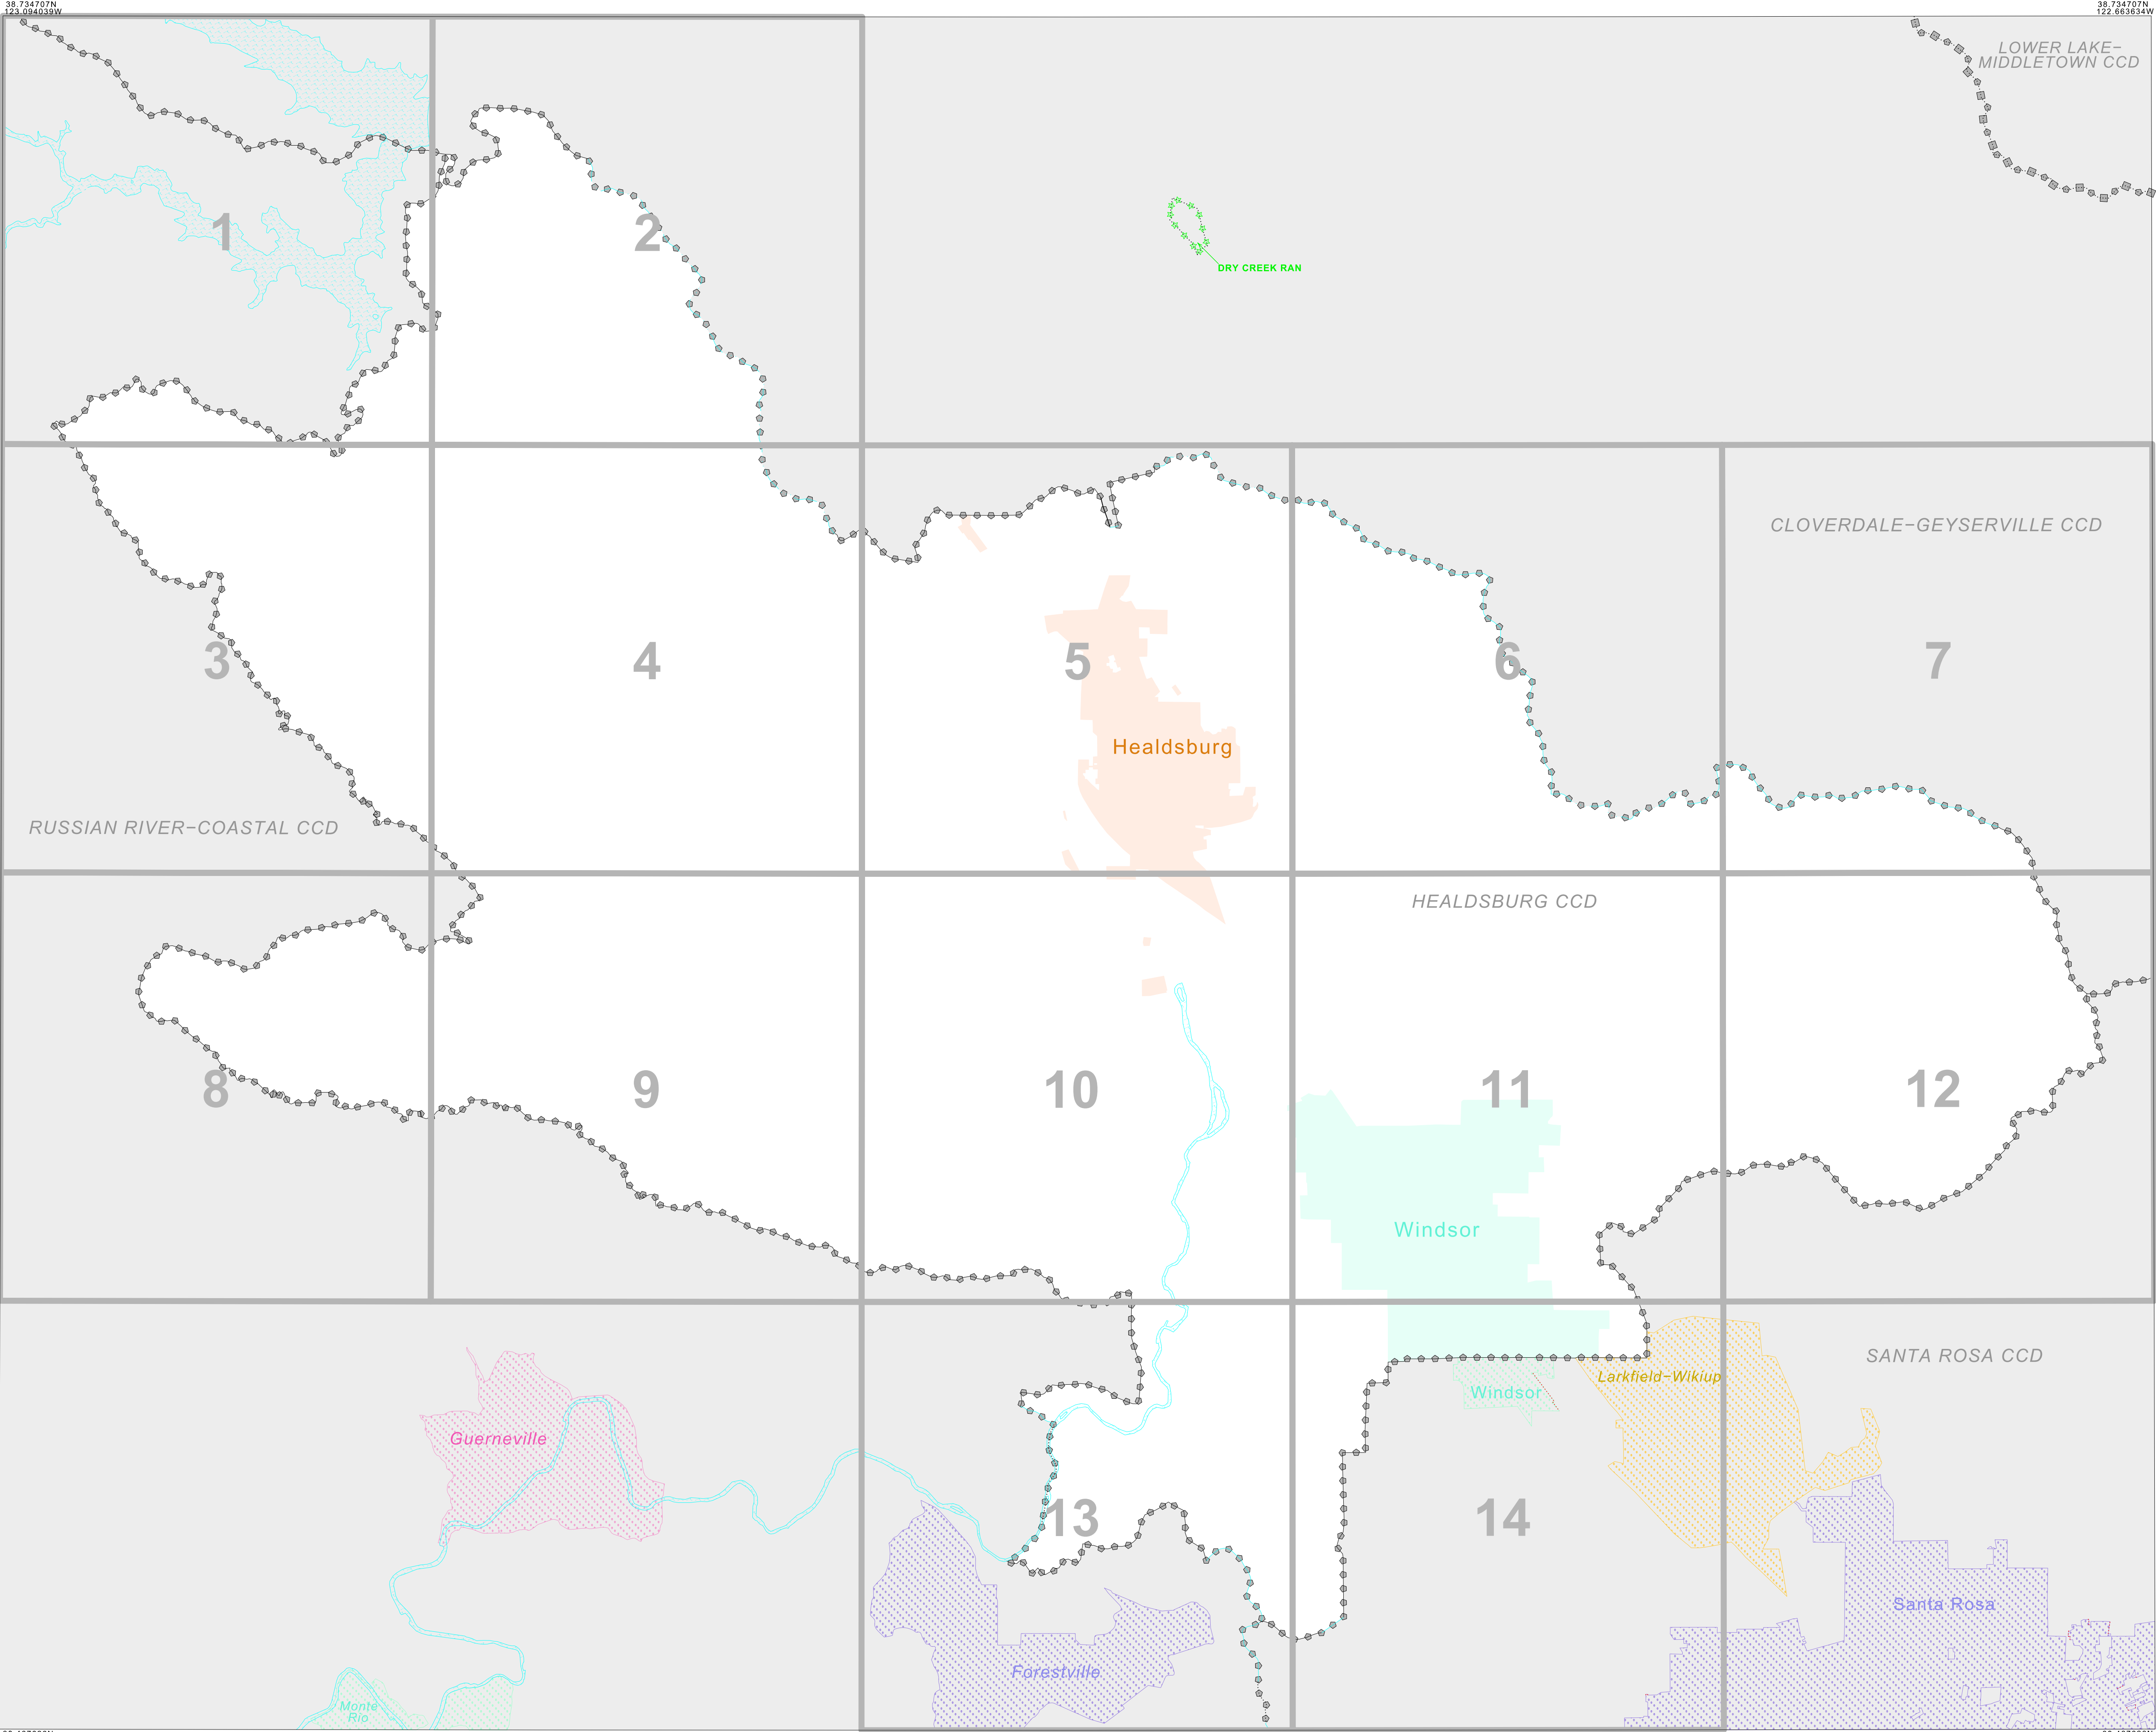 38.734707N
123.094039W
38.734707N
122.663634W
LOWER LAKE−
MIDDLETOWN CCD
1
2
DRY CREEK RAN
CLOVERDALE−GEYSERVILLE CCD
3
4
5
6
7
Healdsburg
RUSSIAN RIVER−COASTAL CCD
HEALDSBURG CCD
8
9
10
11
12
Windsor
SANTA ROSA CCD
Larkfield−Wikiup
Windsor
Guerneville
13
14
Santa Rosa
Forestville
Monte
Rio